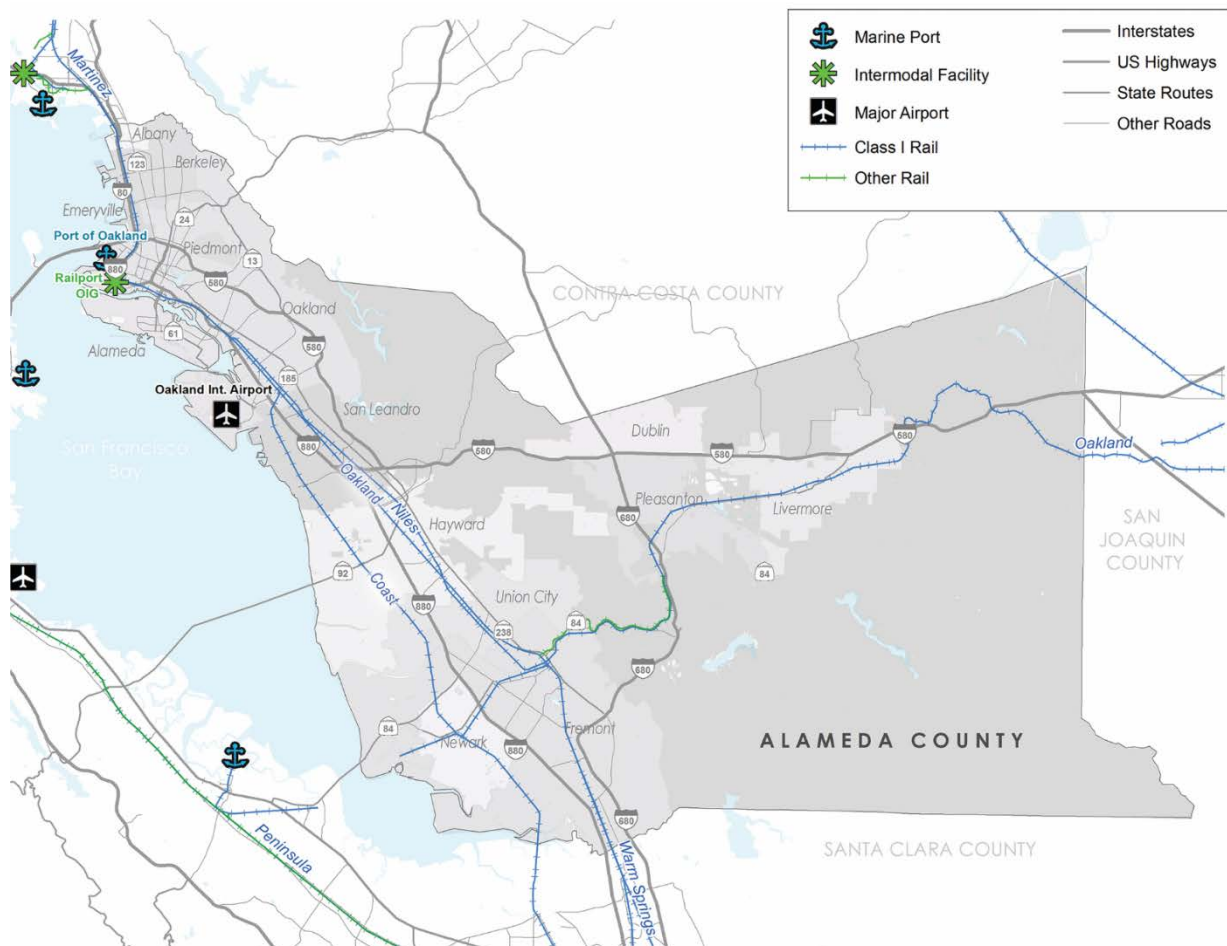 Marine Port
Intermodal Facility
Major Airport
Class I Rail
Other Rail
Interstates
US Highways
State Routes
Other Roads
Martinez
Albany
123
Berkeley
80
Emeryville
24
Port of Oakland
Piedmont
13
880
580
Railport
OIG
CONTRA COSTA COUNTY
Oakland
61
580
Alameda
185
Oakland Int. Airport
San Leandro
Dublin
San Francisco
Bay
880
580
580
580
Oakland
Oakland
Niles
Pleasanton
Livermore
680
Hayward
SAN
JOAQUIN
COUNTY
92
84
Coast
Union City
880
84
238
680
Fremont
84
Newark
880
ALAMEDA COUNTY
680
Peninsula
Warm Springs
SANTA CLARA COUNTY